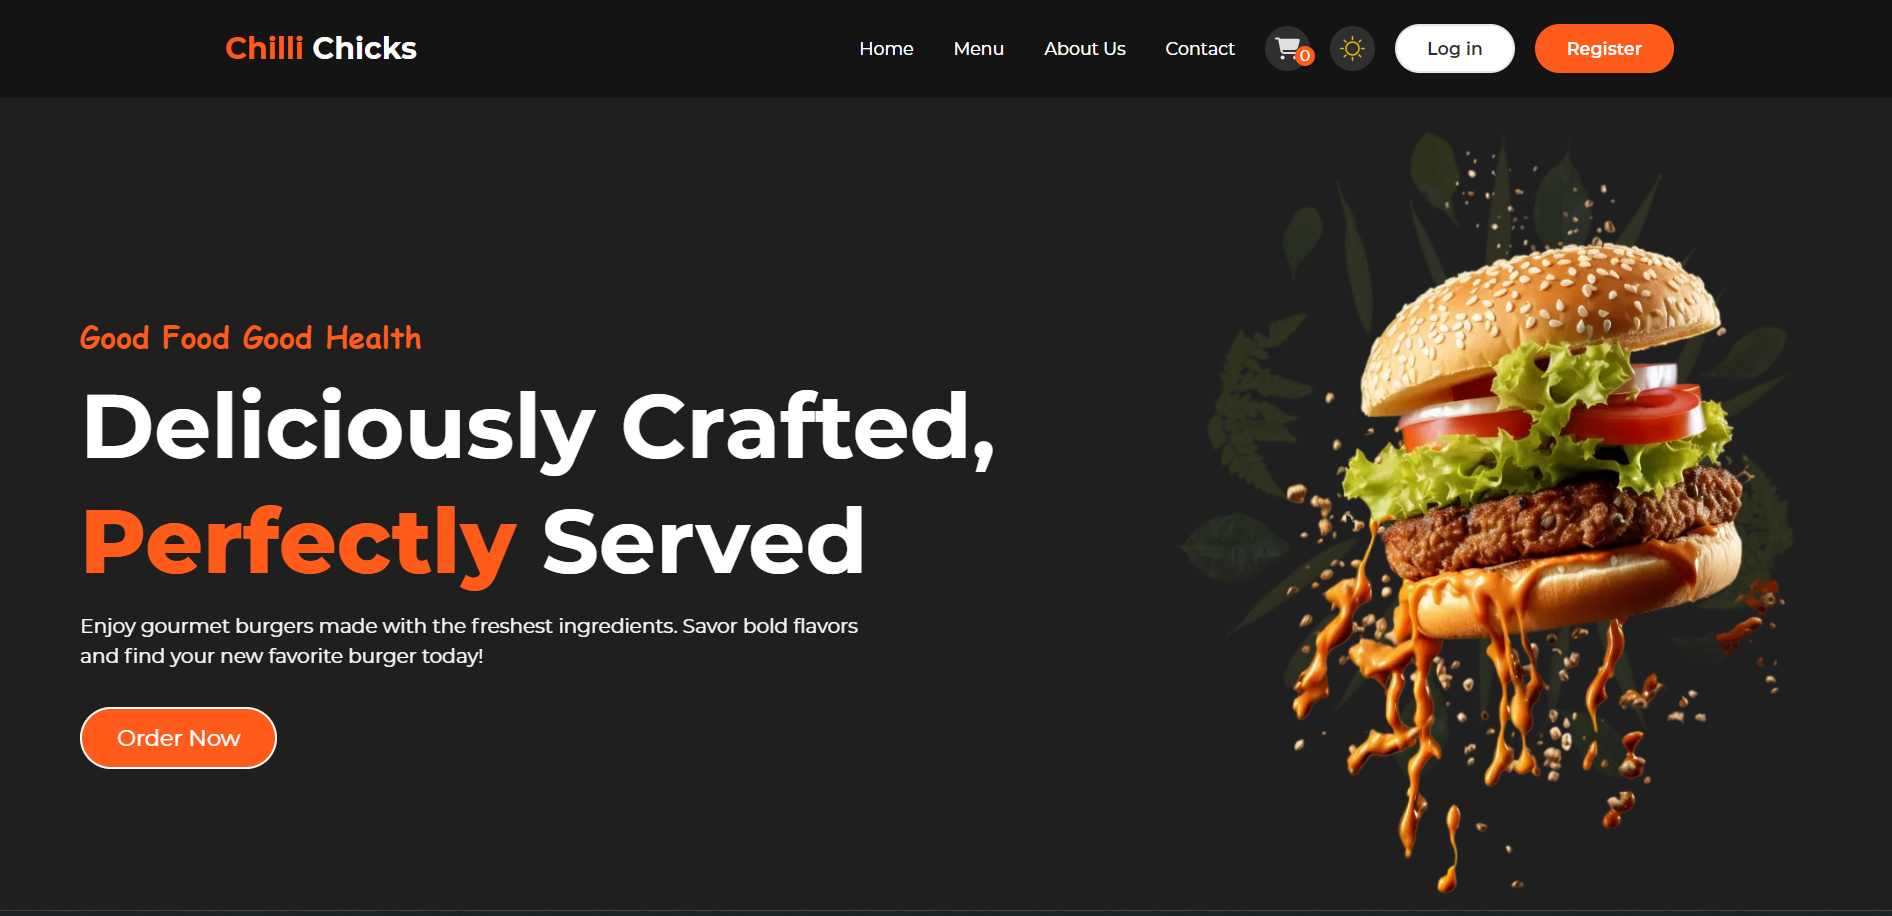 Chilli Chicks
Home
Menu
About Us
Contact
0
Log in
Register
Good Food Good Health
Deliciously Crafted,
Perfectly Served
Enjoy gourmet burgers made with the freshest ingredients. Savor bold flavors
and find your new favorite burger today!
Order Now